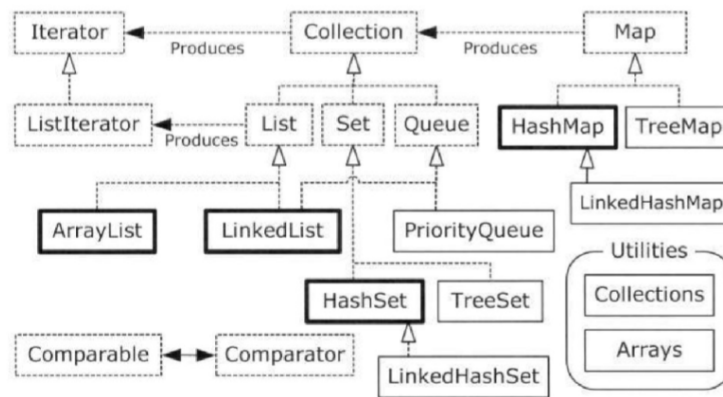 Iterator
Collection
Map
Produces
Produces
ListIterator
Produces
List
Set
Queue
HashMap
TreeMap
ArrayList
LinkedList
PriorityQueue
LinkedHashMap
Utilities
HashSet
TreeSet
Collections
Comparable
Comparator
Arrays
LinkedHashSet